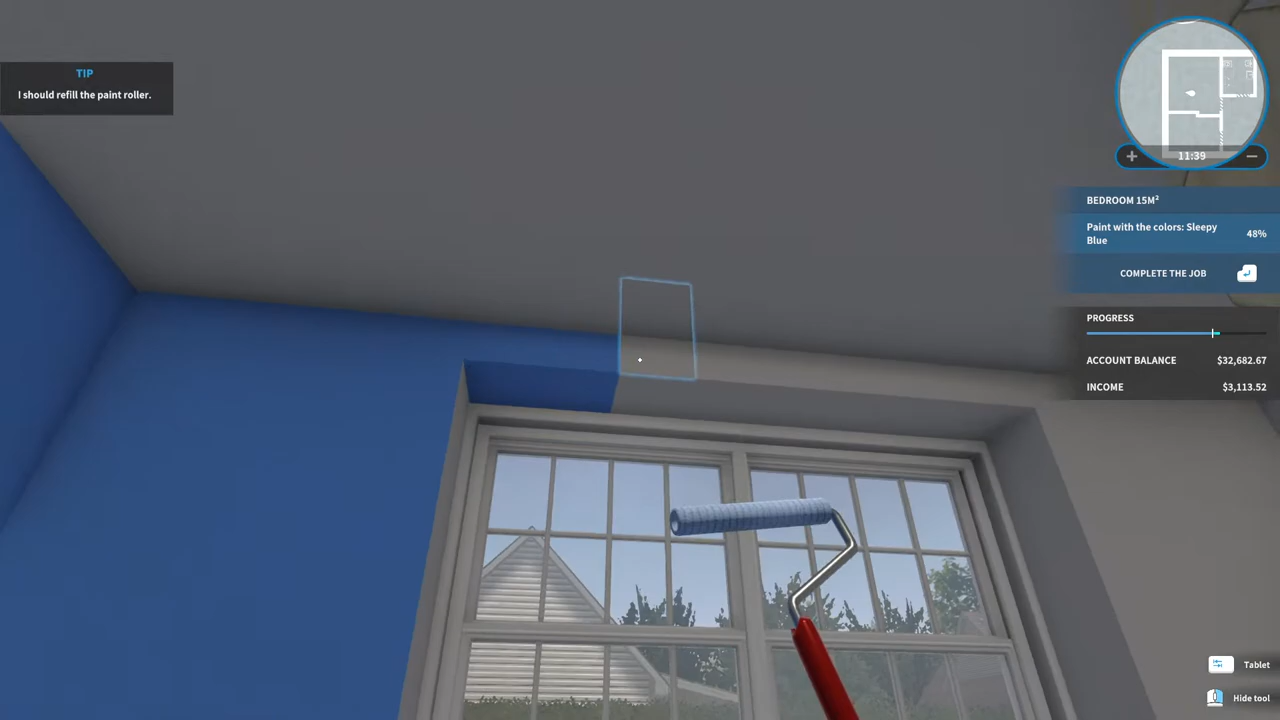 TIP
I should refill the paint roller.
11:39
BEDROOM 15M²
Paint with the colors: Sleepy
Blue
48%
COMPLETE THE JOB
PROGRESS
ACCOUNT BALANCE $32,682.67
INCOME $3,113.52
Tablet
Hide tool